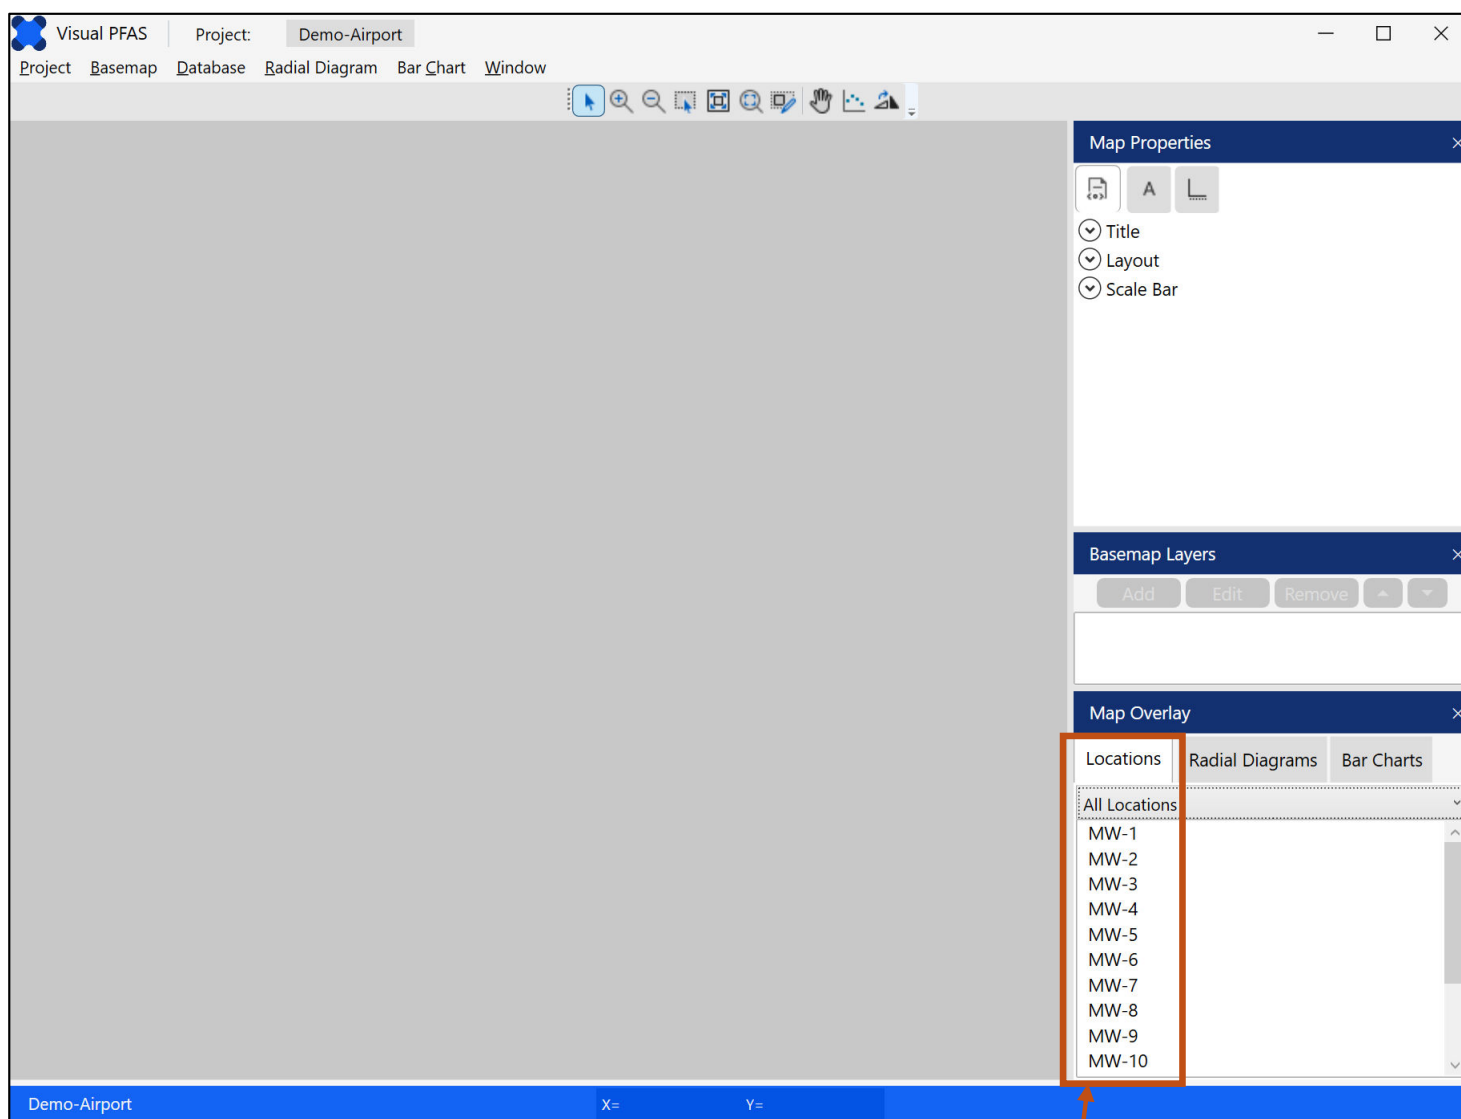 Visual PFAS Project: Demo-Airport
Project Basemap Database Radial Diagram Bar Chart Window
Map Properties
A
Title
Layout
Scale Bar
Basemap Layers
Add Edit Remove
Map Overlay
Locations Radial Diagrams Bar Charts
All Locations
MW-1
MW-2
MW-3
MW-4
MW-5
MW-6
MW-7
MW-8
MW-9
MW-10
Demo-Airport X= Y=